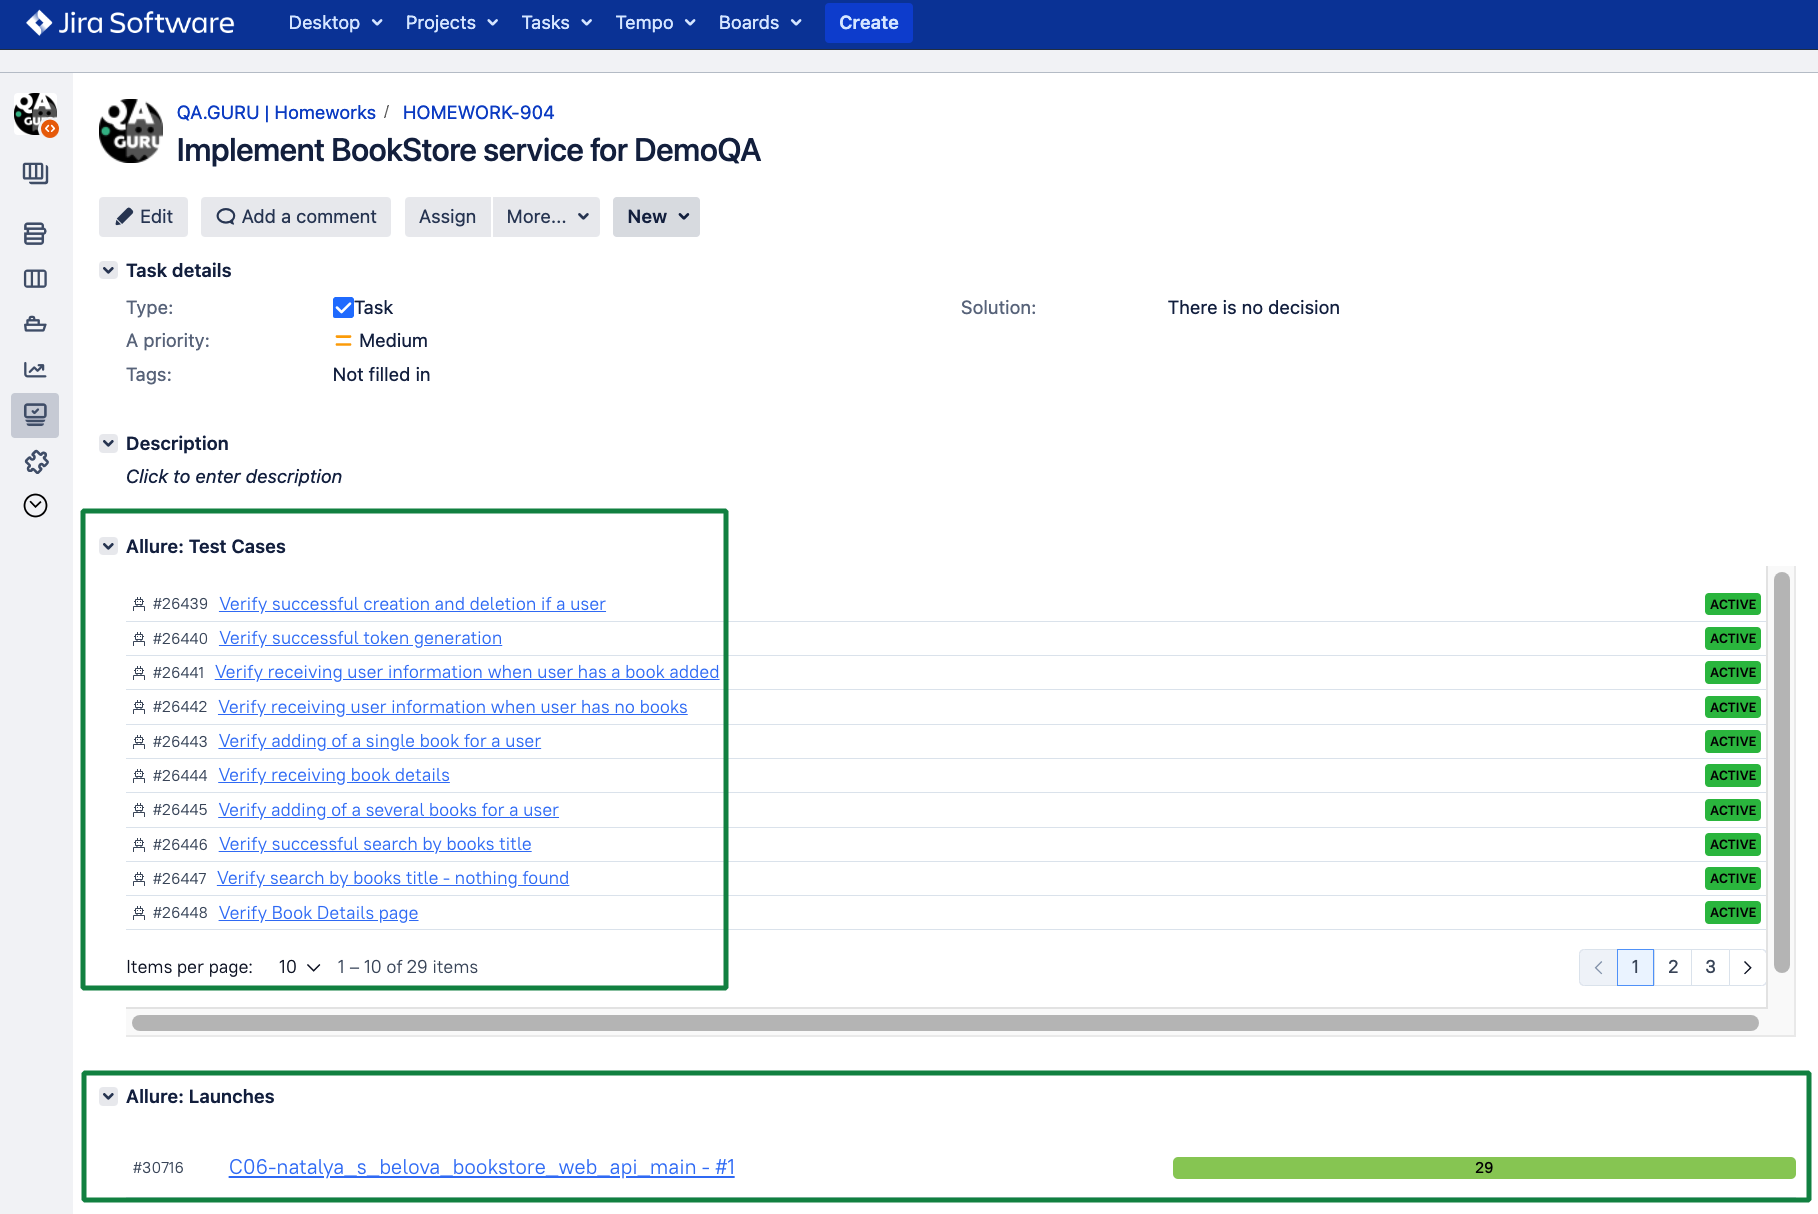 Jira Software Desktop Projects Tasks Tempo Boards Create
QA GURU
QA GURU
QA.GURU | Homeworks / HOMEWORK-904
Implement BookStore service for DemoQA
Edit Add a comment Assign More... New
Task details
Type: Task Solution: There is no decision
A priority: Medium
Tags: Not filled in
Description
Click to enter description
Allure: Test Cases
#26439 Verify successful creation and deletion if a user ACTIVE
#26440 Verify successful token generation ACTIVE
#26441 Verify receiving user information when user has a book added ACTIVE
#26442 Verify receiving user information when user has no books ACTIVE
#26443 Verify adding of a single book for a user ACTIVE
#26444 Verify receiving book details ACTIVE
#26445 Verify adding of a several books for a user ACTIVE
#26446 Verify successful search by books title ACTIVE
#26447 Verify search by books title - nothing found ACTIVE
#26448 Verify Book Details page ACTIVE
Items per page: 10 1 – 10 of 29 items 1 2 3
Allure: Launches
#30716 C06-natalya_s_belova_bookstore_web_api_main - #1 29